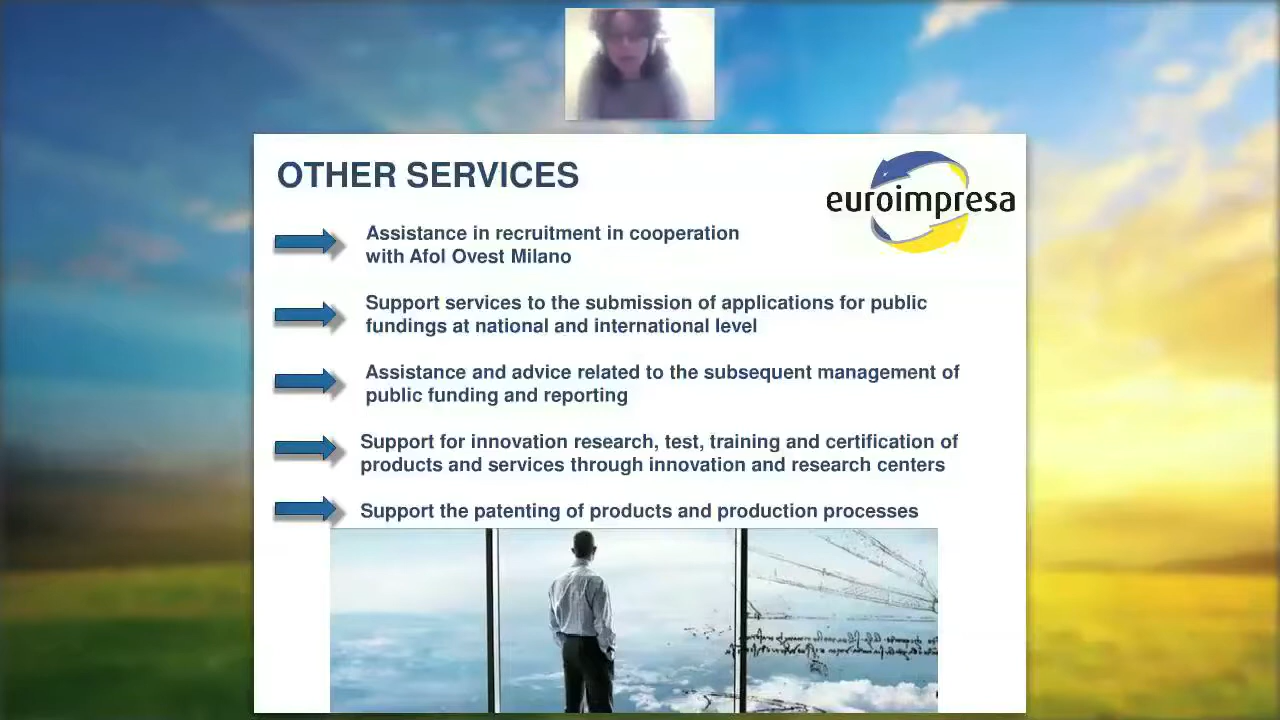 OTHER SERVICES
euroimpresa
Assistance in recruitment in cooperation
with Afol Ovest Milano
Support services to the submission of applications for public
fundings at national and international level
Assistance and advice related to the subsequent management of
public funding and reporting
Support for innovation research, test, training and certification of
products and services through innovation and research centers
Support the patenting of products and production processes